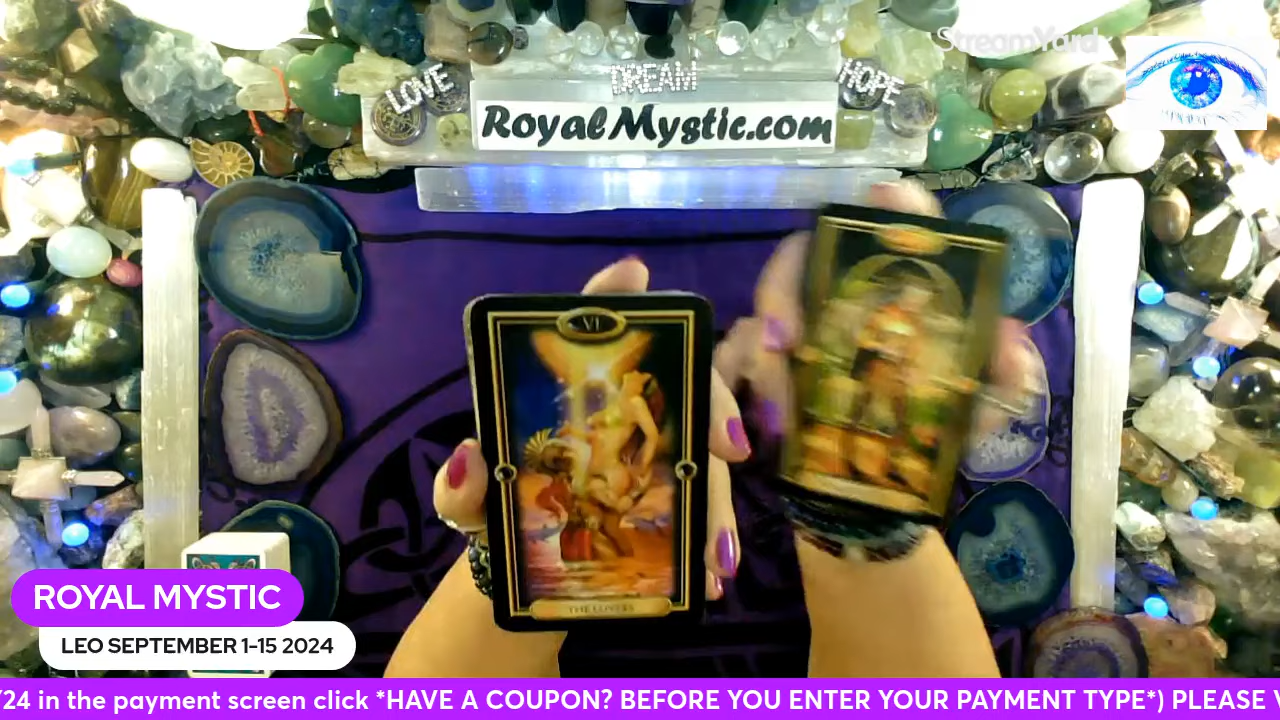 StreamYard
LOVE
DREAM
HOPE
RoyalMystic.com
VI
THE LOVERS
ROYAL MYSTIC
LEO SEPTEMBER 1-15 2024
/24 in the payment screen click *HAVE A COUPON? BEFORE YOU ENTER YOUR PAYMENT TYPE*) PLEASE